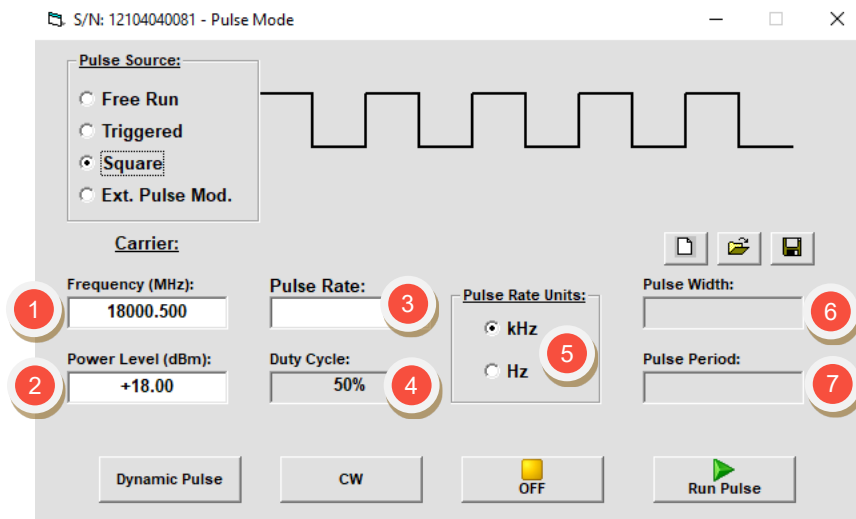 S/N: 12104040081 - Pulse Mode
Pulse Source:
Free Run
Triggered
Square
Ext. Pulse Mod.
Carrier:
Frequency (MHz):
1
18000.500
Power Level (dBm):
2
+18.00
Pulse Rate:
3
Duty Cycle:
50%
4
Pulse Rate Units:
kHz
Hz
5
Pulse Width:
6
Pulse Period:
7
Dynamic Pulse
CW
OFF
Run Pulse